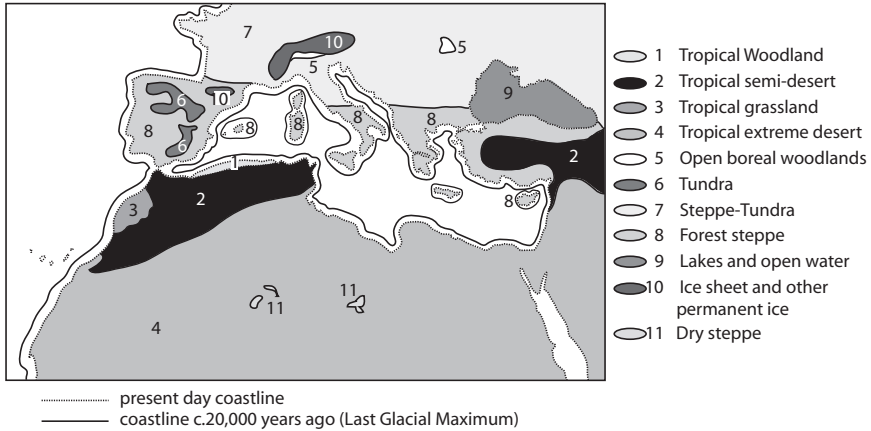 7
10
5
5
6
10
9
8
8
8
8
8
6
1
2
2
3
8
11
11
4
1 Tropical Woodland
2 Tropical semi-desert
3 Tropical grassland
4 Tropical extreme desert
5 Open boreal woodlands
6 Tundra
7 Steppe-Tundra
8 Forest steppe
9 Lakes and open water
10 Ice sheet and other
permanent ice
11 Dry steppe
present day coastline
coastline c.20,000 years ago (Last Glacial Maximum)